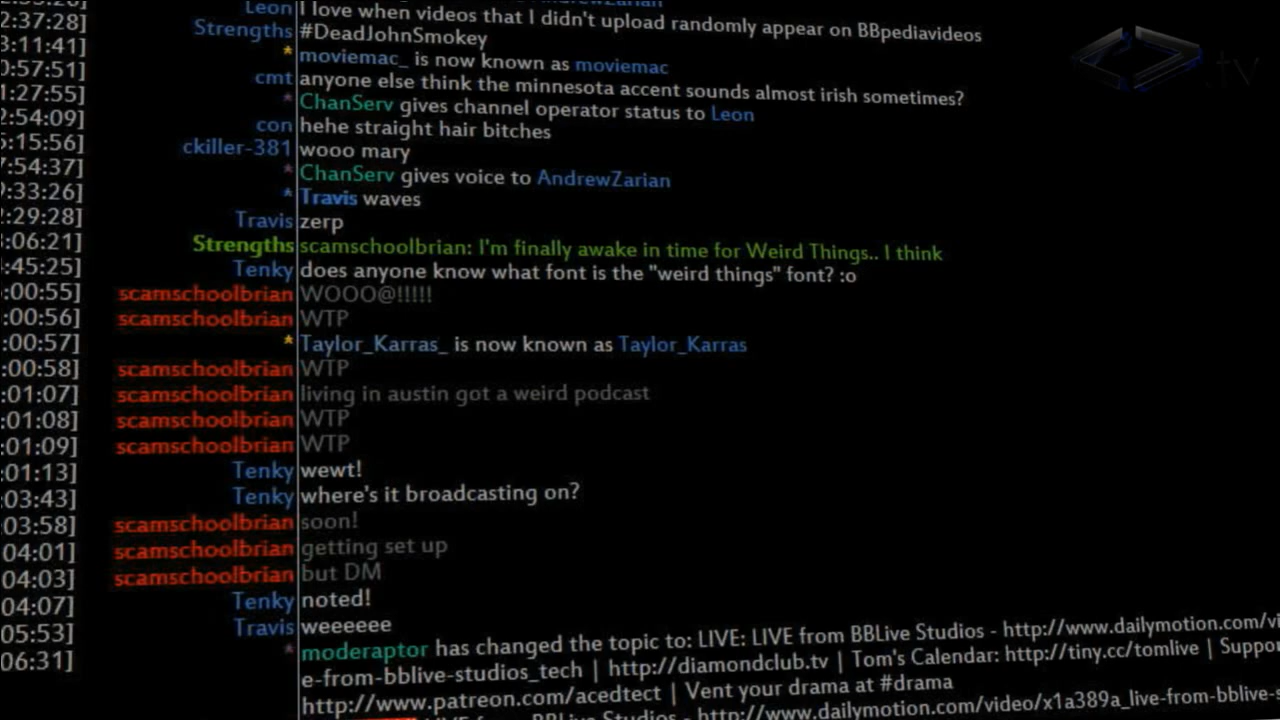 Leon I love when videos that I didn't upload randomly appear on BBpediavideos
2:37:28] Strengths #DeadJohnSmokey
3:11:41] * moviemac_ is now known as moviemac
0:57:51] cmt anyone else think the minnesota accent sounds almost irish sometimes?
1:27:55] * ChanServ gives channel operator status to Leon
2:54:09] con hehe straight hair bitches
5:15:56] ckiller-381 wooo mary
7:54:37] * ChanServ gives voice to AndrewZarian
9:33:26] * Travis waves
2:29:28] Travis zerp
3:06:21] Strengths scamschoolbrian: I'm finally awake in time for Weird Things.. I think
:45:25] Tenky does anyone know what font is the "weird things" font? :o
:00:55] scamschoolbrian WOOO@!!!!!
:00:56] scamschoolbrian WTP
:00:57] * Taylor_Karras_ is now known as Taylor_Karras
:00:58] scamschoolbrian WTP
:01:07] scamschoolbrian living in austin got a weird podcast
:01:08] scamschoolbrian WTP
:01:09] scamschoolbrian WTP
:01:13] Tenky wewt!
:03:43] Tenky where's it broadcasting on?
:03:58] scamschoolbrian soon!
:04:01] scamschoolbrian getting set up
:04:03] scamschoolbrian but DM
:04:07] Tenky noted!
05:53] Travis weeeeee
06:31] * moderaptor has changed the topic to: LIVE: LIVE from BBLive Studios - http://www.dailymotion.com/vi
e-from-bblive-studios_tech | http://diamondclub.tv | Tom's Calendar: http://tiny.cc/tomlive | Suppor
http://www.patreon.com/acedtect | Vent your drama at #drama
LIVE from BBLive Studios - http://www.dailymotion.com/video/x1a389a_live-from-bblive-s
.tv